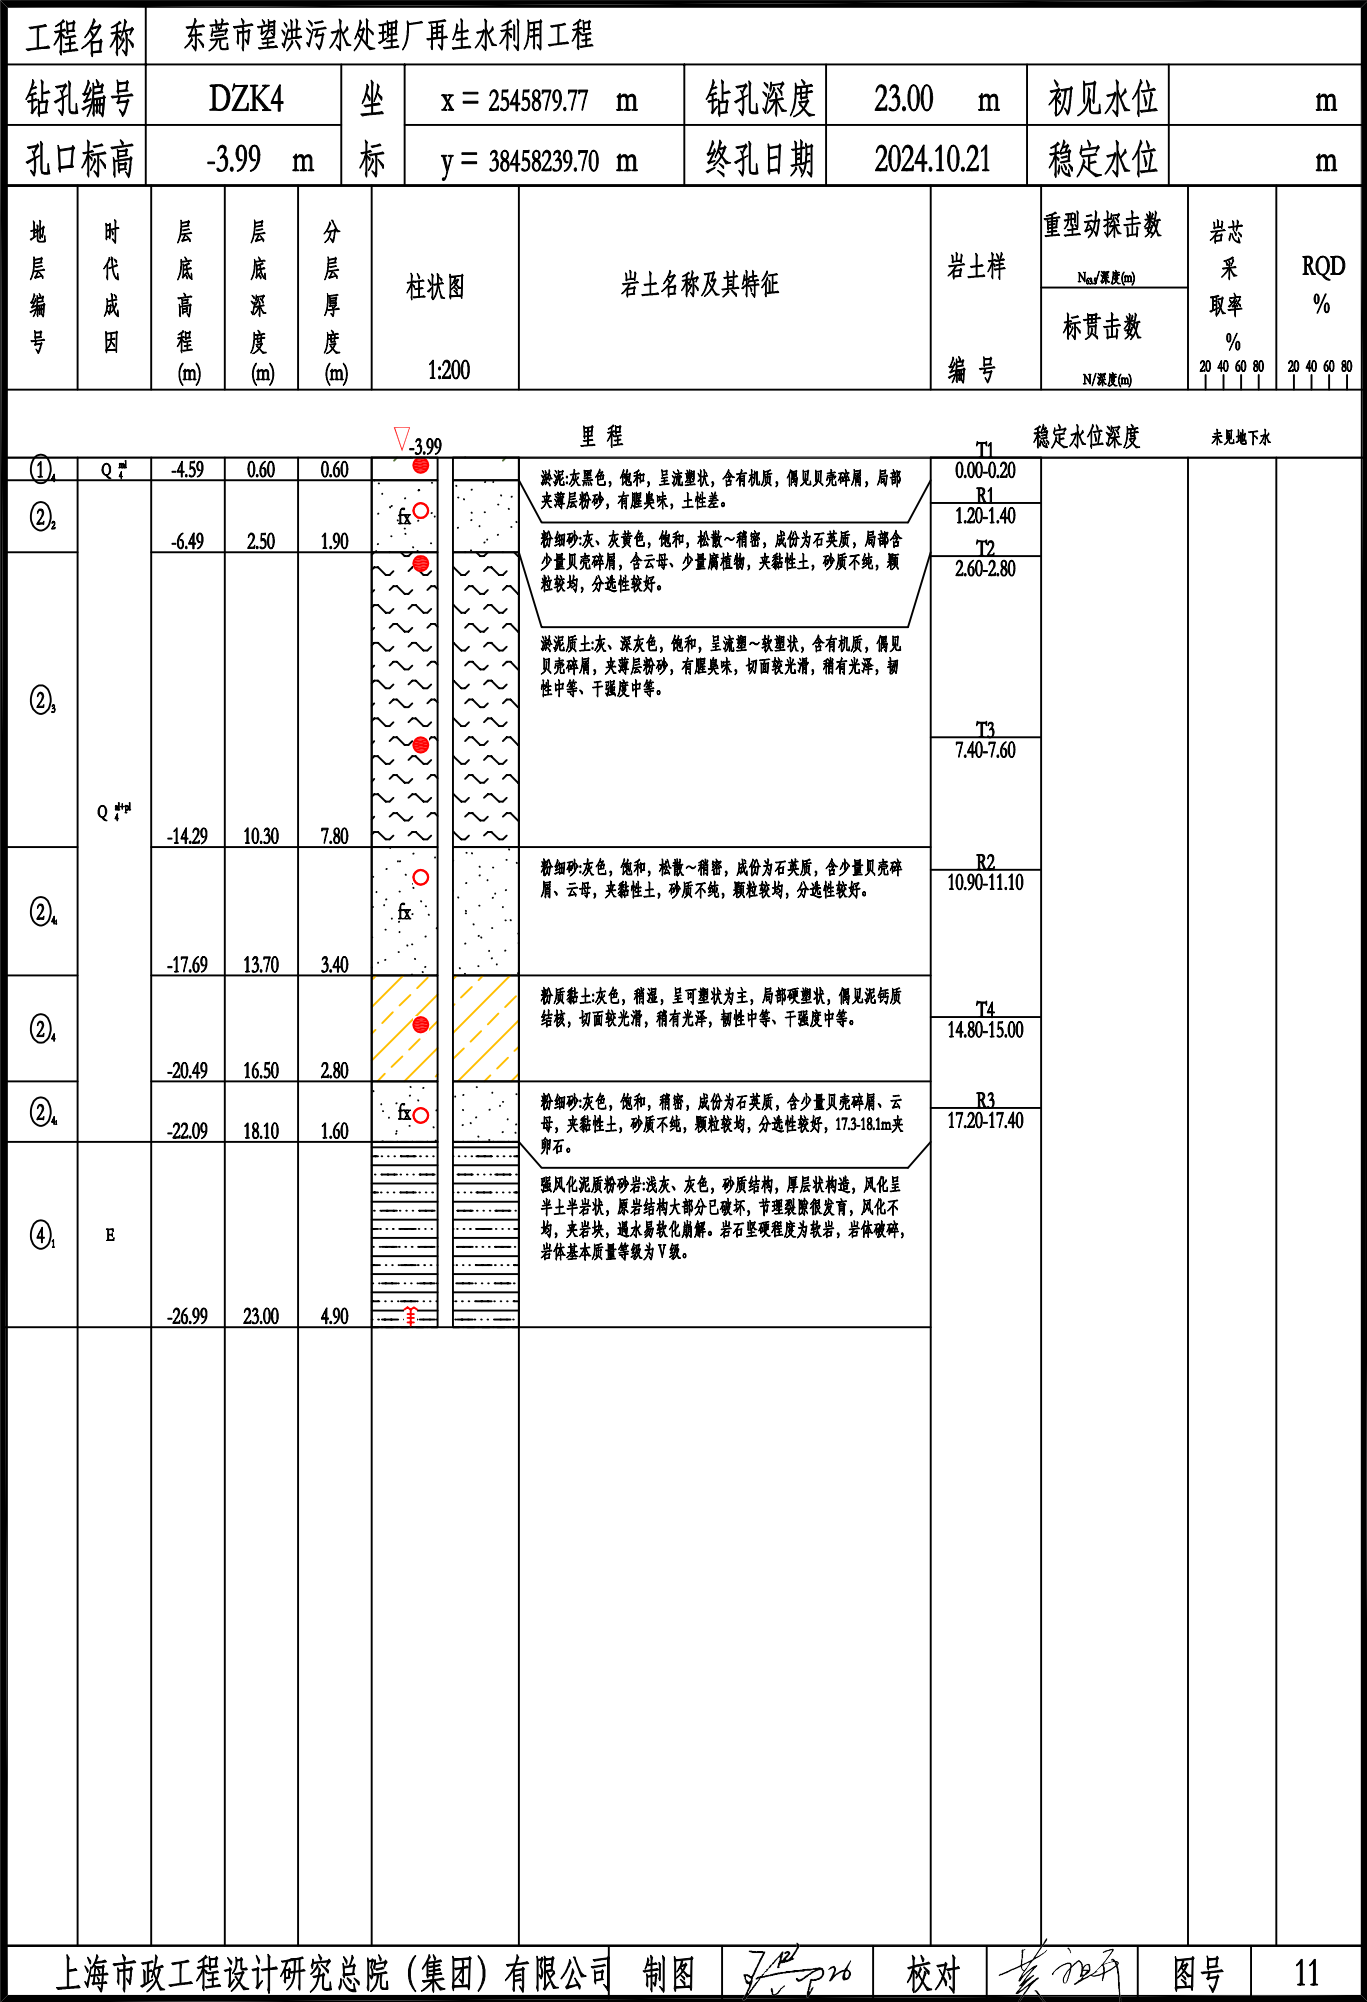 工程名称 东莞市望洪污水处理厂再生水利用工程
钻孔编号 DZK4 坐 x = 2545879.77 m 钻孔深度 23.00 m 初见水位 m
孔口标高 -3.99 m 标 y = 38458239.70 m 终孔日期 2024.10.21 稳定水位 m
地层编号 时代成因 层底高程(m) 层底深度(m) 分层厚度(m) 柱状图 1:200 岩土名称及其特征 岩土样 编号 重型动探击数 N63.5/深度(m) 标贯击数 N/深度(m) 岩芯采取率 % 20 40 60 80 RQD % 20 40 60 80
-3.99 里程 稳定水位深度 未见地下水
①4 Q4ml -4.59 0.60 0.60
淤泥:灰黑色，饱和，呈流塑状，含有机质，偶见贝壳碎屑，局部
夹薄层粉砂，有腥臭味，土性差。
T1
0.00-0.20
②2 -6.49 2.50 1.90 fx
粉细砂:灰、灰黄色，饱和，松散～稍密，成份为石英质，局部含
少量贝壳碎屑，含云母、少量腐植物，夹黏性土，砂质不纯，颗
粒较均，分选性较好。
R1
1.20-1.40
T2
2.60-2.80
②3 -14.29 10.30 7.80
淤泥质土:灰、深灰色，饱和，呈流塑～软塑状，含有机质，偶见
贝壳碎屑，夹薄层粉砂，有腥臭味，切面较光滑，稍有光泽，韧
性中等、干强度中等。
T3
7.40-7.60
Q4al+pl
②4t -17.69 13.70 3.40 fx
粉细砂:灰色，饱和，松散～稍密，成份为石英质，含少量贝壳碎
屑、云母，夹黏性土，砂质不纯，颗粒较均，分选性较好。
R2
10.90-11.10
②4 -20.49 16.50 2.80
粉质黏土:灰色，稍湿，呈可塑状为主，局部硬塑状，偶见泥钙质
结核，切面较光滑，稍有光泽，韧性中等、干强度中等。
T4
14.80-15.00
②4t -22.09 18.10 1.60 fx
粉细砂:灰色，饱和，稍密，成份为石英质，含少量贝壳碎屑、云
母，夹黏性土，砂质不纯，颗粒较均，分选性较好，17.3-18.1m夹
卵石。
R3
17.20-17.40
④1 E -26.99 23.00 4.90
强风化泥质粉砂岩:浅灰、灰色，砂质结构，厚层状构造，风化呈
半土半岩状，原岩结构大部分已破坏，节理裂隙很发育，风化不
均，夹岩块，遇水易软化崩解。岩石坚硬程度为软岩，岩体破碎，
岩体基本质量等级为V级。
上海市政工程设计研究总院（集团）有限公司 制图 校对 图号 11